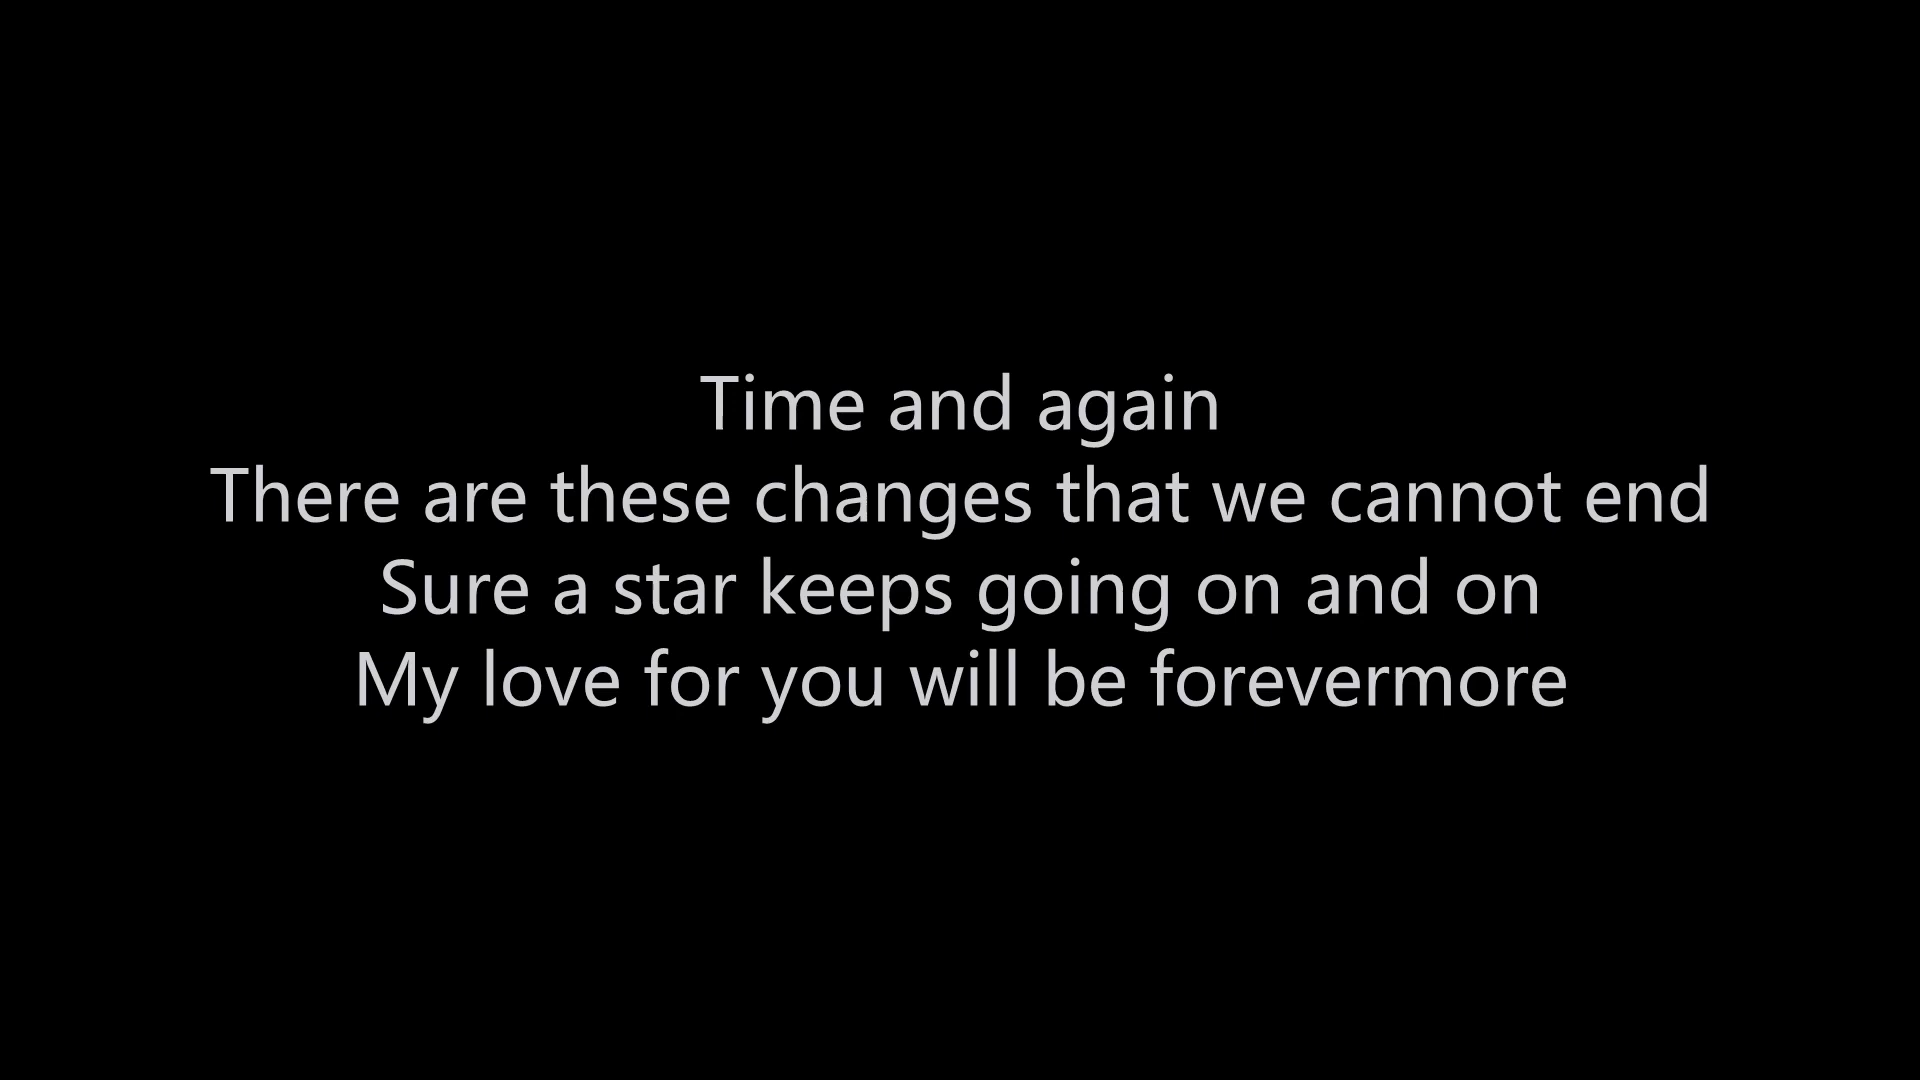 Time and again
There are these changes that we cannot end
Sure a star keeps going on and on
My love for you will be forevermore